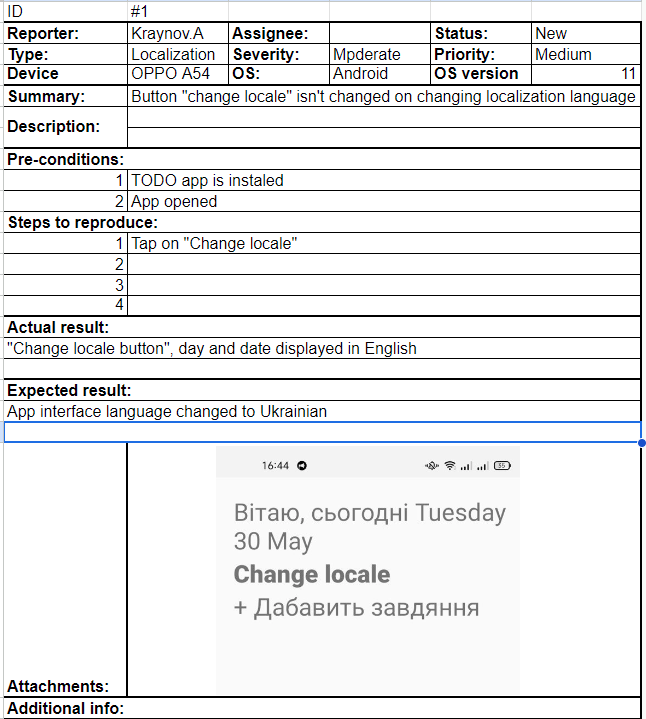 ID #1
Reporter: Kraynov.A Assignee: Status: New
Type: Localization Severity: Mpderate Priority: Medium
Device OPPO A54 OS: Android OS version 11
Summary: Button "change locale" isn't changed on changing localization language
Description:
Pre-conditions:
1 TODO app is instaled
2 App opened
Steps to reproduce:
1 Tap on "Change locale"
2
3
4
Actual result:
"Change locale button", day and date displayed in English
Expected result:
App interface language changed to Ukrainian
16:44 35
Вітаю, сьогодні Tuesday
30 May
Change locale
+ Дабавить завдяння
Attachments:
Additional info: